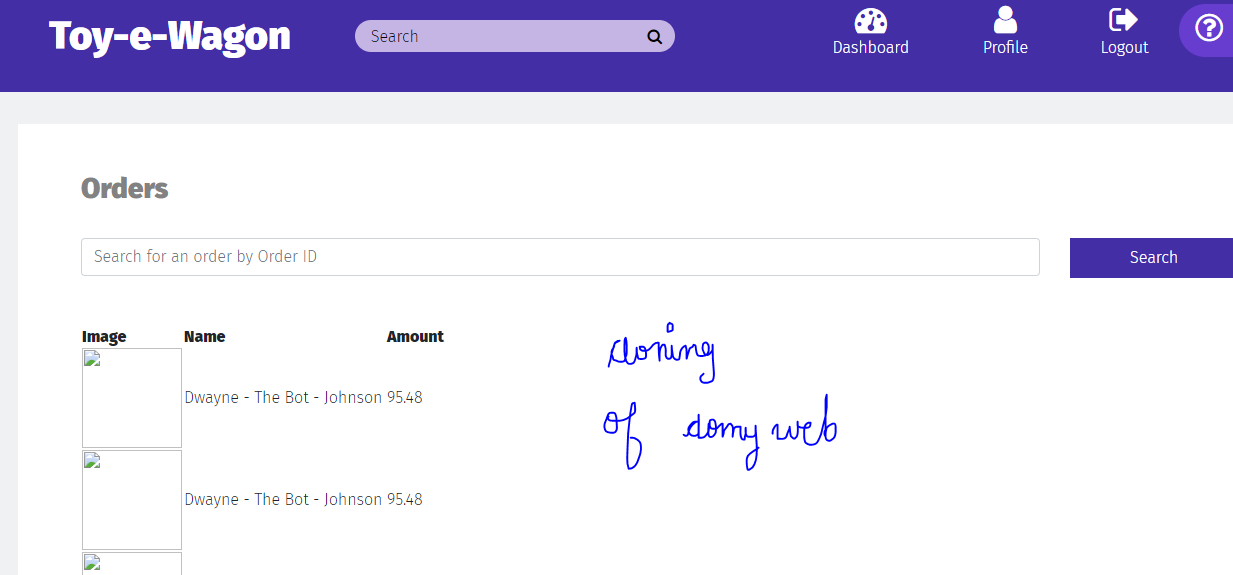 Toy-e-Wagon
Search
Dashboard
Profile
Logout
Orders
Search for an order by Order ID
Search
Image Name Amount
Dwayne - The Bot - Johnson 95.48
Dwayne - The Bot - Johnson 95.48
cloning
of domy web